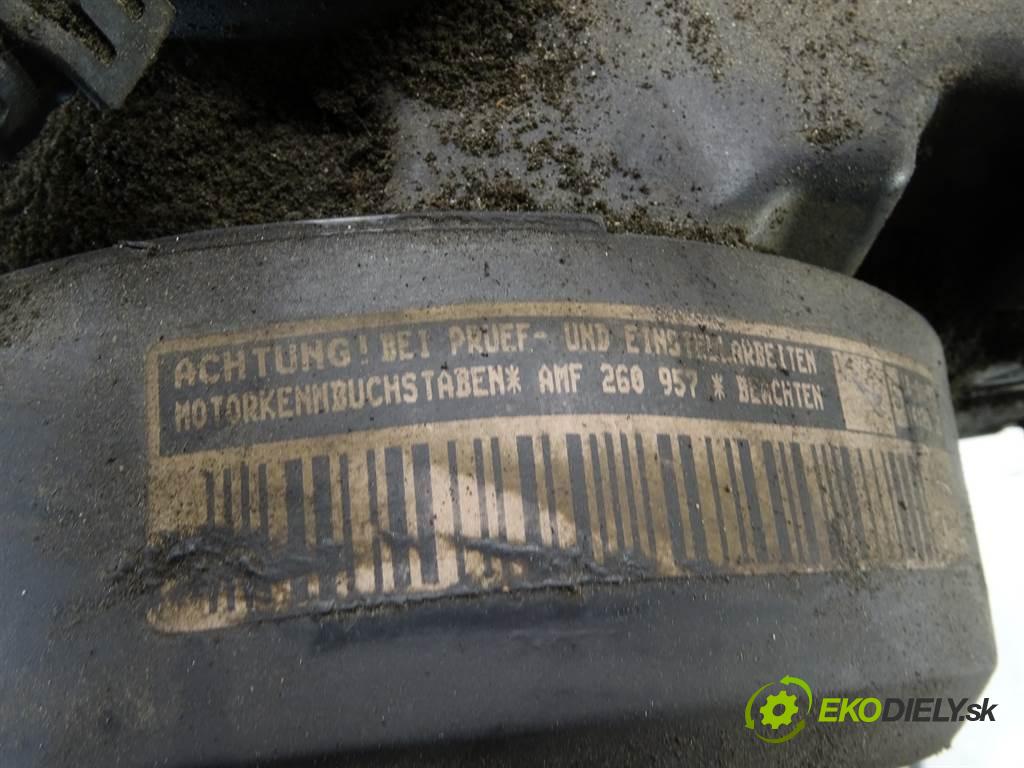 ACHTUNG! BEI PRUEF- UND EINSTELLARBEITEN
MOTORKENNBUCHSTABEN* AMF 260 957 * BEACHTEN
EKODIELY.sk